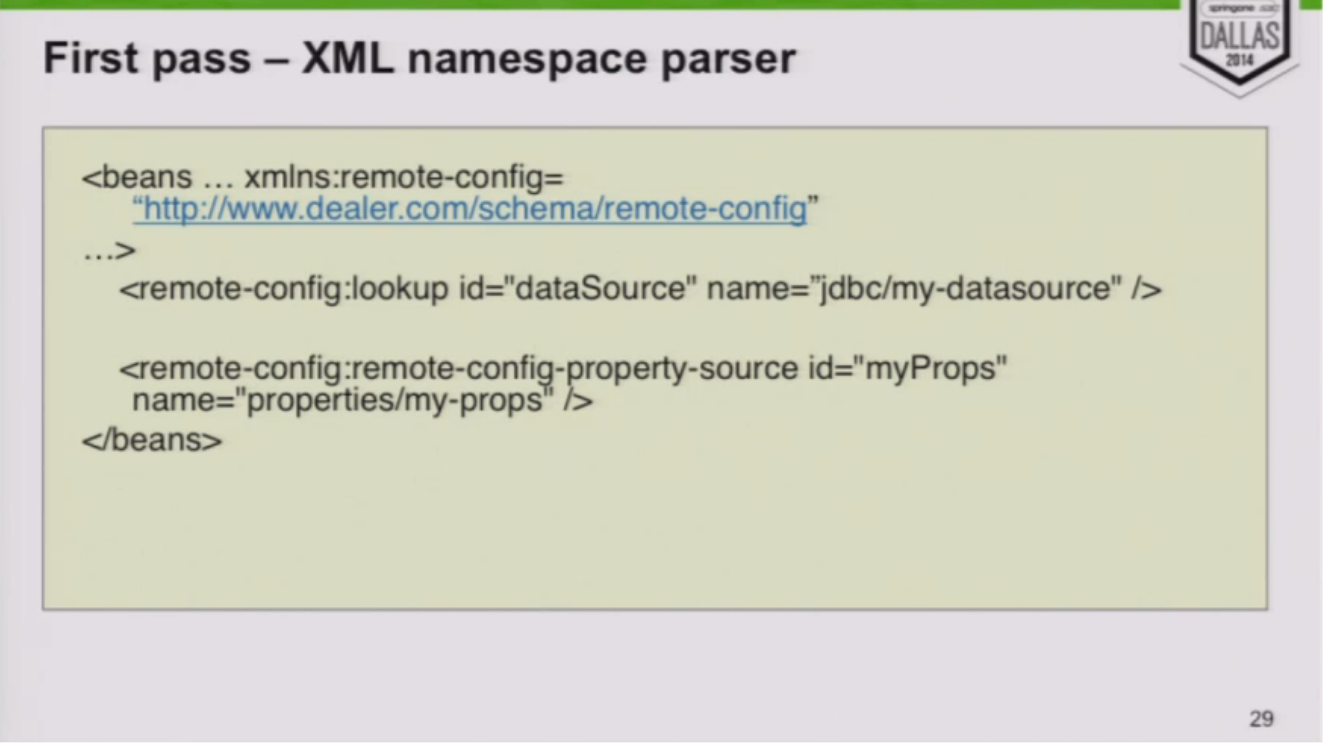 springone 2GX
DALLAS
2014
First pass – XML namespace parser
<beans … xmlns:remote-config=
“http://www.dealer.com/schema/remote-config”
…>
<remote-config:lookup id="dataSource" name=”jdbc/my-datasource" />
<remote-config:remote-config-property-source id="myProps"
name="properties/my-props" />
</beans>
29